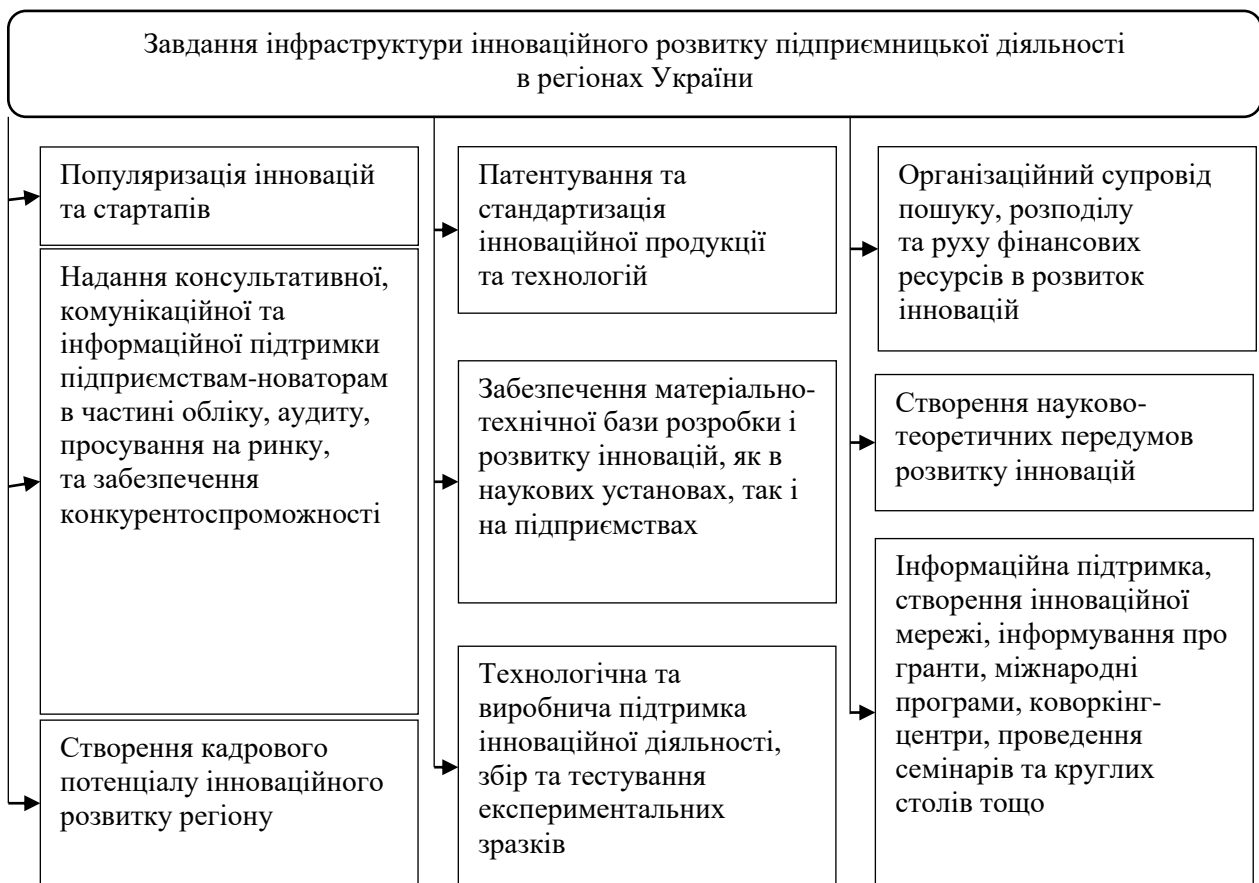 Завдання інфраструктури інноваційного розвитку підприємницької діяльності
в регіонах України
Популяризація інновацій
та стартапів
Надання консультативної,
комунікаційної та
інформаційної підтримки
підприємствам-новаторам
в частині обліку, аудиту,
просування на ринку,
та забезпечення
конкурентоспроможності
Створення кадрового
потенціалу інноваційного
розвитку регіону
Патентування та
стандартизація
інноваційної продукції
та технологій
Забезпечення матеріально-
технічної бази розробки і
розвитку інновацій, як в
наукових установах, так і
на підприємствах
Технологічна та
виробнича підтримка
інноваційної діяльності,
збір та тестування
експериментальних
зразків
Організаційний супровід
пошуку, розподілу
та руху фінансових
ресурсів в розвиток
інновацій
Створення науково-
теоретичних передумов
розвитку інновацій
Інформаційна підтримка,
створення інноваційної
мережі, інформування про
гранти, міжнародні
програми, коворкінг-
центри, проведення
семінарів та круглих
столів тощо